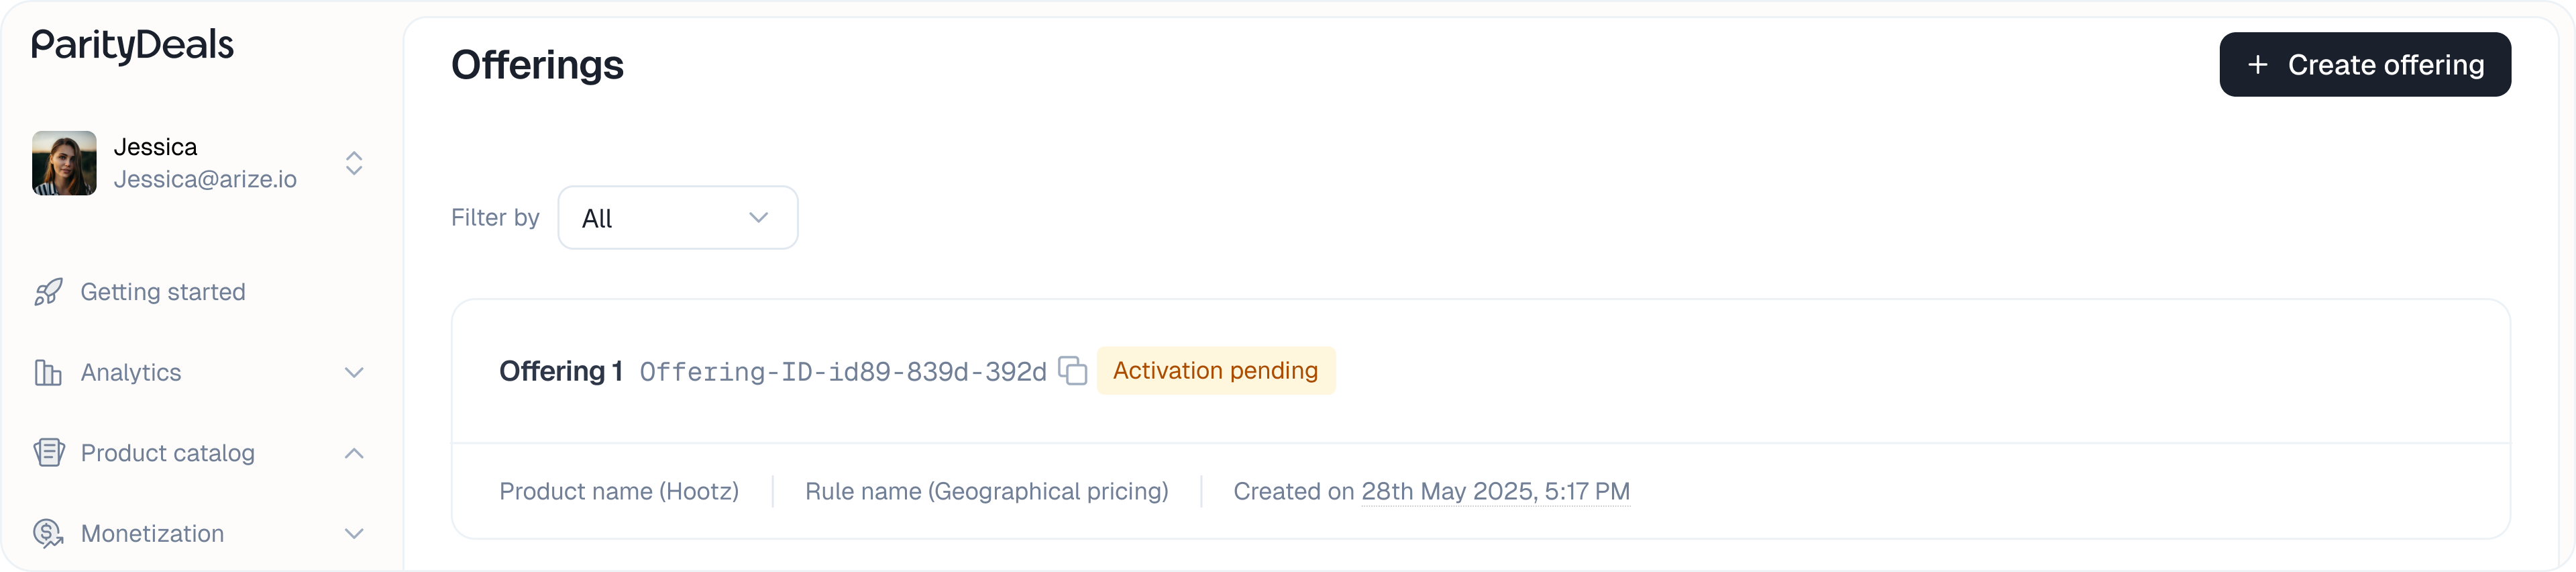 ParityDeals
Jessica
Jessica@arize.io
Getting started
Analytics
Product catalog
Monetization
Offerings
+ Create offering
Filter by All
Offering 1 Offering-ID-id89-839d-392d Activation pending
Product name (Hootz) Rule name (Geographical pricing) Created on 28th May 2025, 5:17 PM